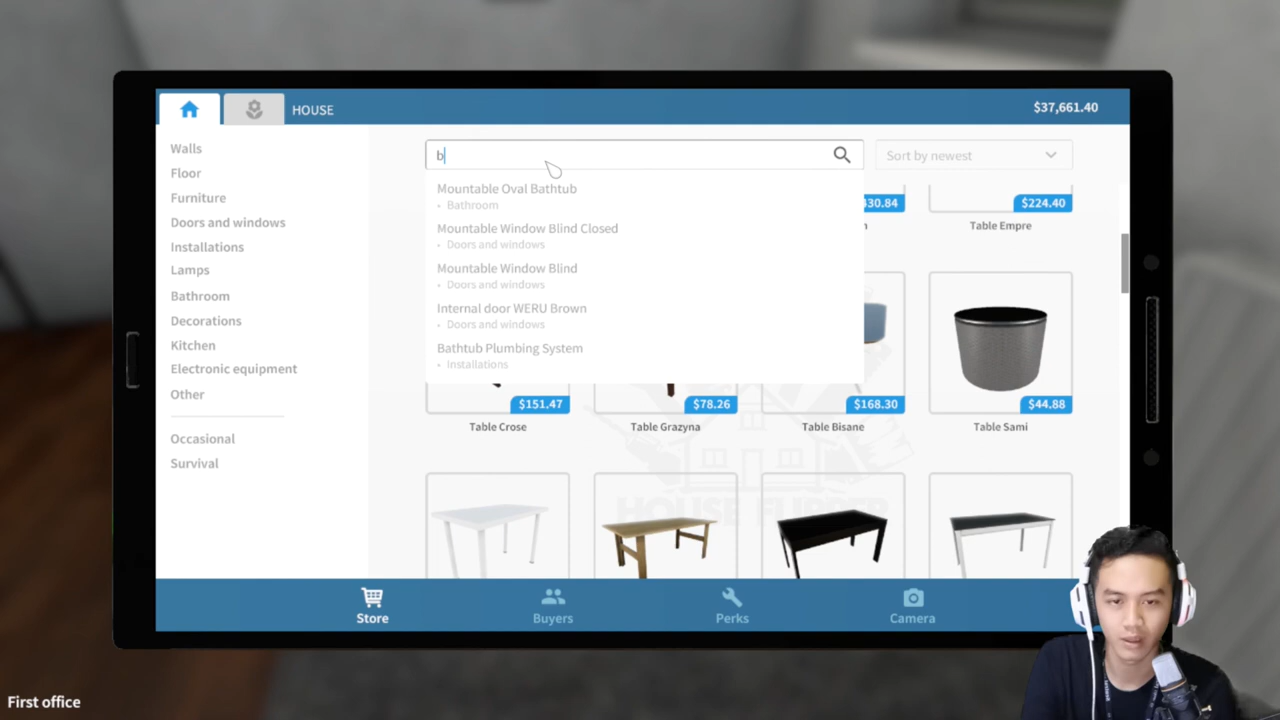 HOUSE
$37,661.40
Walls
Floor
Furniture
Doors and windows
Installations
Lamps
Bathroom
Decorations
Kitchen
Electronic equipment
Other
Occasional
Survival
b
Sort by newest
Mountable Oval Bathtub
• Bathroom
Mountable Window Blind Closed
• Doors and windows
Mountable Window Blind
• Doors and windows
Internal door WERU Brown
• Doors and windows
Bathtub Plumbing System
• Installations
$224.40
Table Empre
$151.47
$78.26
$168.30
$44.88
Table Crose
Table Grazyna
Table Bisane
Table Sami
HOUSE FLIPPER
Store
Buyers
Perks
Camera
First office